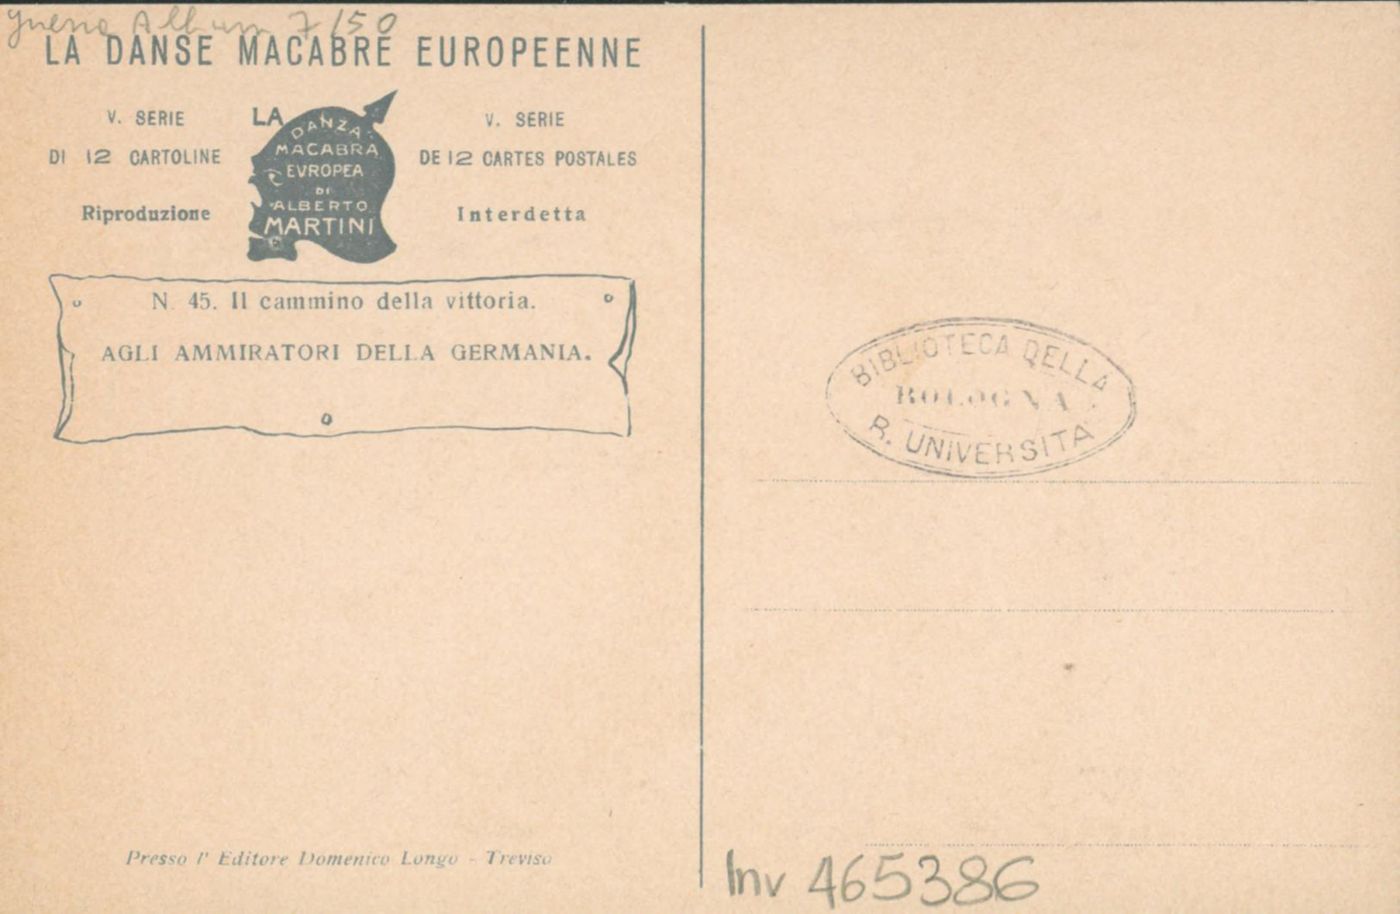 Guerra Album 7/50
LA DANSE MACABRE EUROPEENNE
V. SERIE
DI 12 CARTOLINE
Riproduzione
LA
DANZA
MACABRA
EVROPEA
DI
ALBERTO
MARTINI
V. SERIE
DE 12 CARTES POSTALES
Interdetta
N. 45. Il cammino della vittoria.
AGLI AMMIRATORI DELLA GERMANIA.
Presso l' Editore Domenico Longo - Treviso
BIBLIOTECA DELLA
BOLOGNA
R. UNIVERSITA
Inv 465386